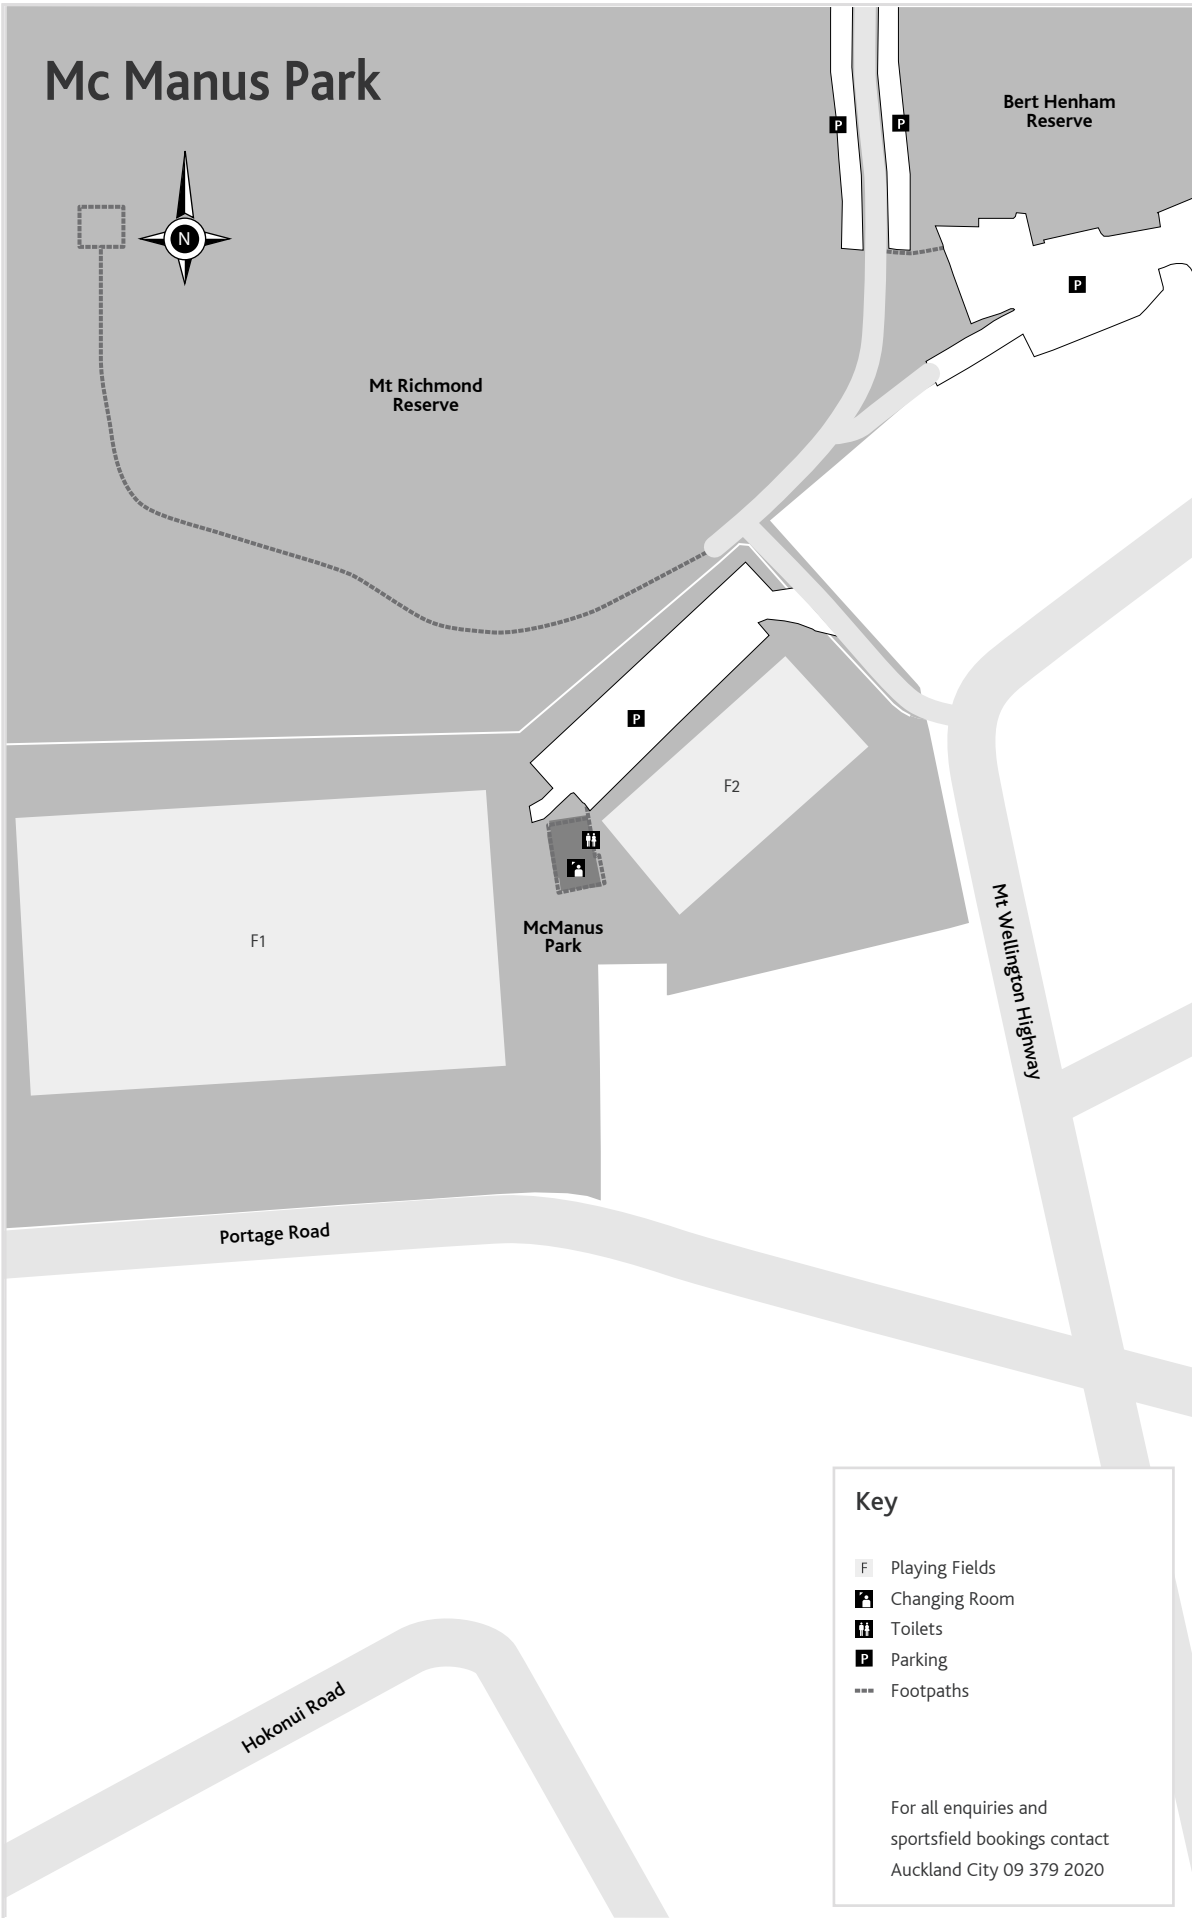 Mc Manus Park
Bert Henham
Reserve
P
P
N
P
Mt Richmond
Reserve
P
F2
F1
McManus
Park
Mt Wellington Highway
Portage Road
Hokonui Road
Key
F Playing Fields
Changing Room
Toilets
P Parking
Footpaths
For all enquiries and
sportsfield bookings contact
Auckland City 09 379 2020